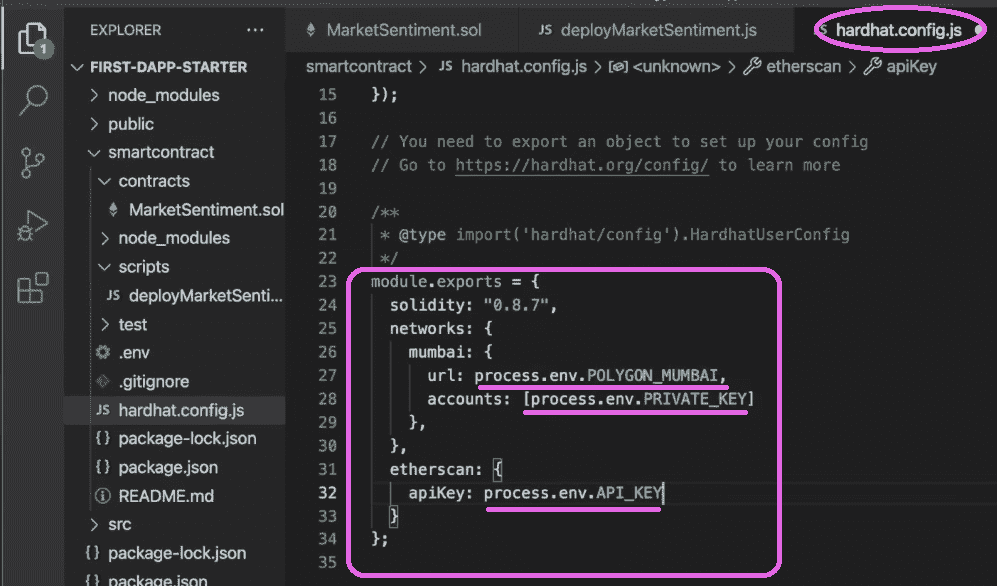 EXPLORER
...
MarketSentiment.sol
JS deployMarketSentiment.js
JS hardhat.config.js
1
FIRST-DAPP-STARTER
smartcontract > JS hardhat.config.js > <unknown> > etherscan > apiKey
node_modules
public
smartcontract
contracts
MarketSentiment.sol
node_modules
scripts
JS deployMarketSenti...
test
.env
.gitignore
JS hardhat.config.js
{} package-lock.json
{} package.json
README.md
src
{} package-lock.json
{} package.json
15 });
16
17 // You need to export an object to set up your config
18 // Go to https://hardhat.org/config/ to learn more
19
20 /**
21 * @type import('hardhat/config').HardhatUserConfig
22 */
23 module.exports = {
24 solidity: "0.8.7",
25 networks: {
26 mumbai: {
27 url: process.env.POLYGON_MUMBAI,
28 accounts: [process.env.PRIVATE_KEY]
29 },
30 },
31 etherscan: {
32 apiKey: process.env.API_KEY
33 }
34 };
35